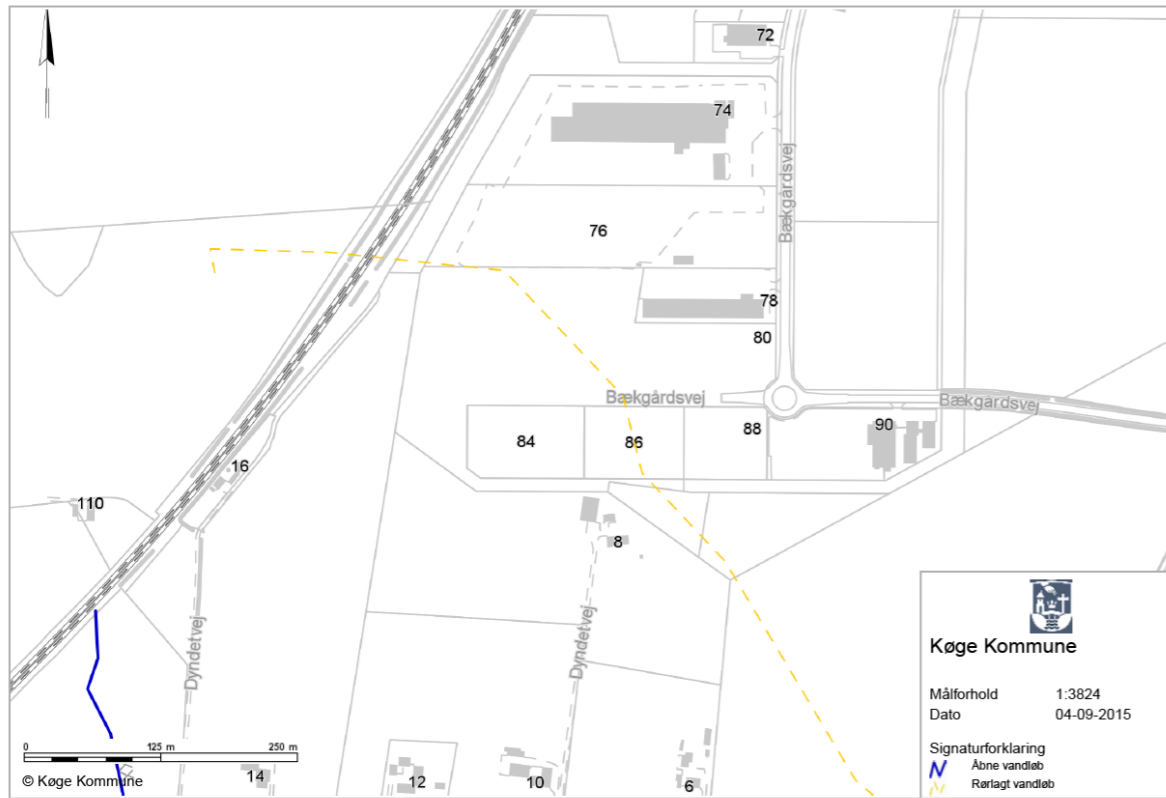 72
74
Bækgårdsvej
76
78
80
Bækgårdsvej
Bækgårdsvej
84
86
88
90
16
110
8
Dyndetvej
Dyndetvej
14
12
10
6
0
125 m
250 m
© Køge Kommune
Køge Kommune
Målforhold 1:3824
Dato 04-09-2015
Signaturforklaring
Åbne vandløb
Rørlagt vandløb